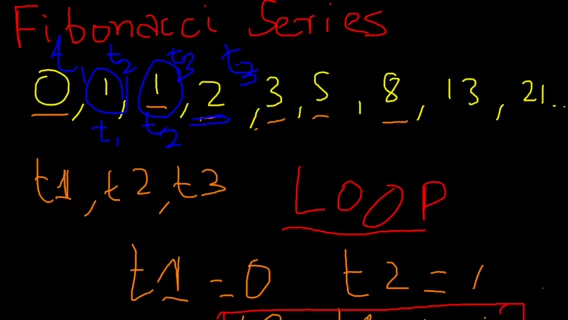 Fibonacci Series
t t2 t3 t3
0, 1, 1, 2, 3, 5, 8, 13, 21..
t1 t2
t1, t2, t3
LOOP
t1 = 0 t2 = 1